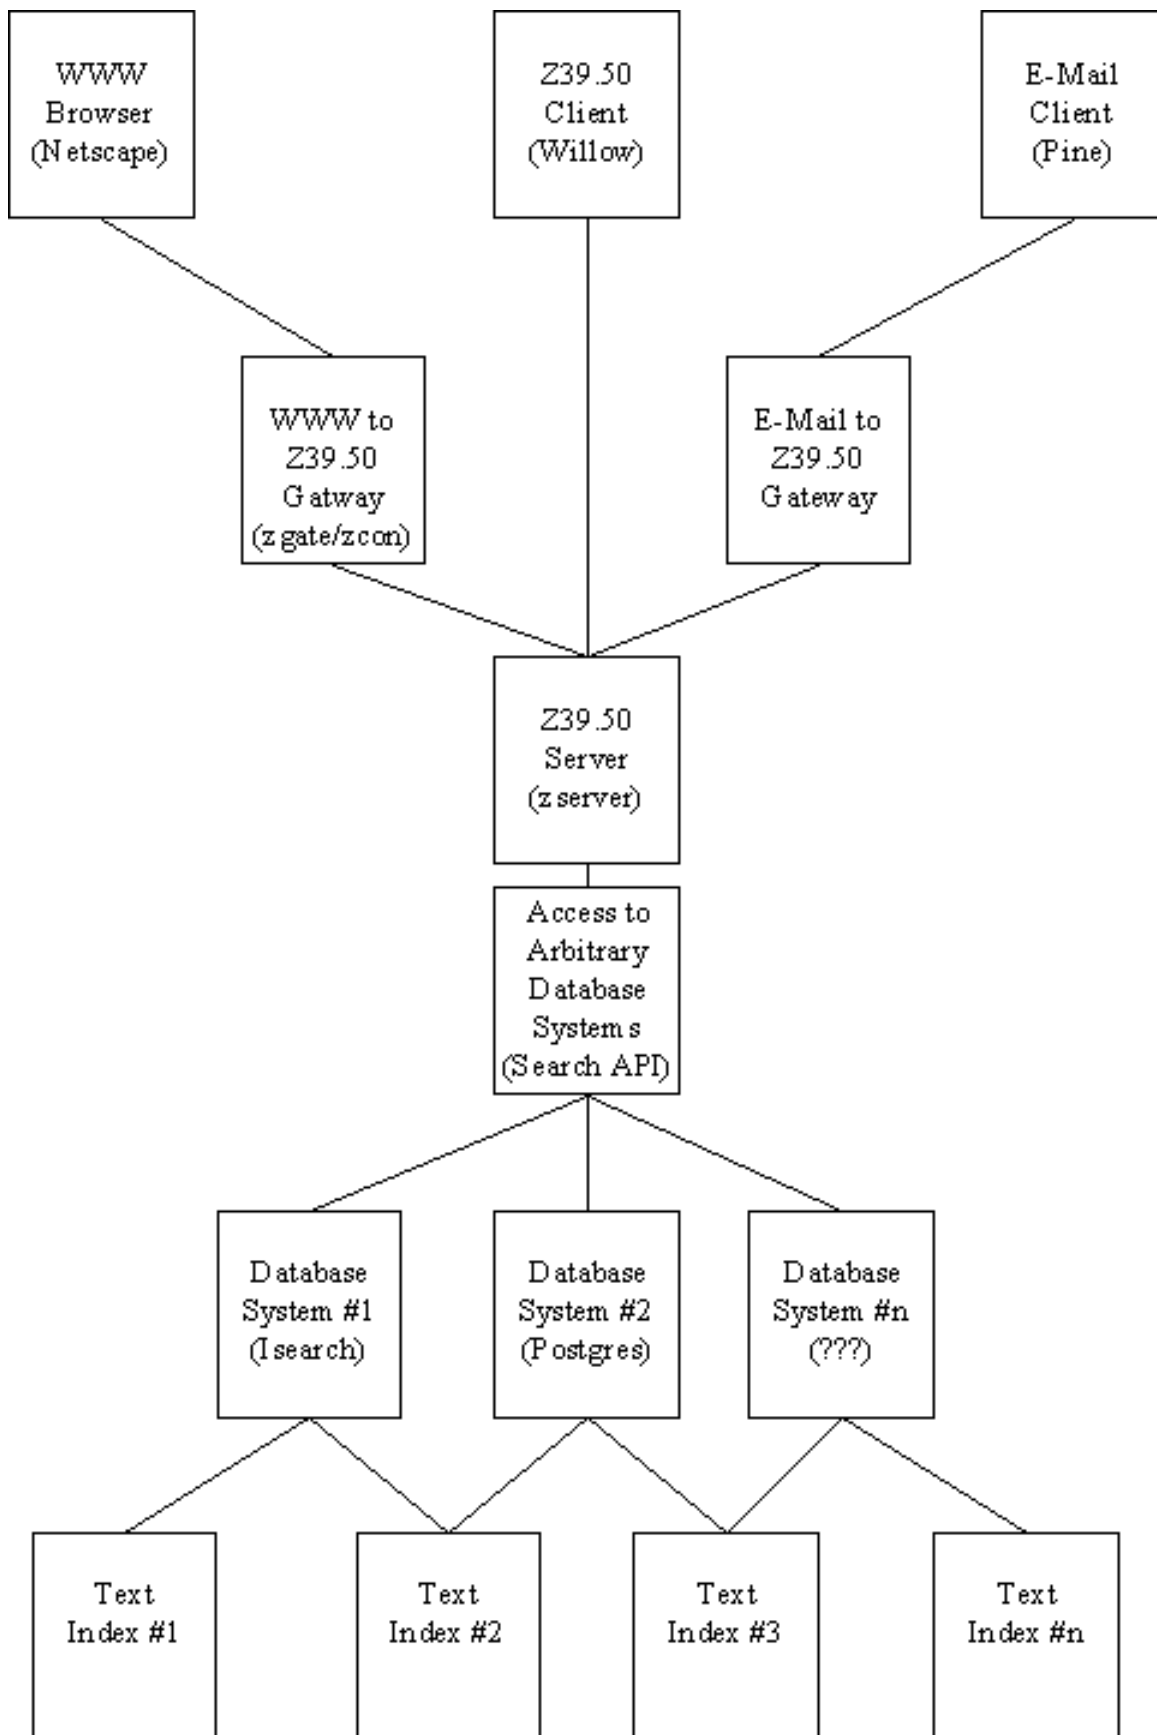 WWW
Browser
(Netscape)
Z39.50
Client
(Willow)
E-Mail
Client
(Pine)
WWW to
Z39.50
Gatway
(zgate/zcon)
E-Mail to
Z39.50
Gateway
Z39.50
Server
(zserver)
Access to
Arbitrary
Database
Systems
(Search API)
Database
System #1
(Isearch)
Database
System #2
(Postgres)
Database
System #n
(???)
Text
Index #1
Text
Index #2
Text
Index #3
Text
Index #n